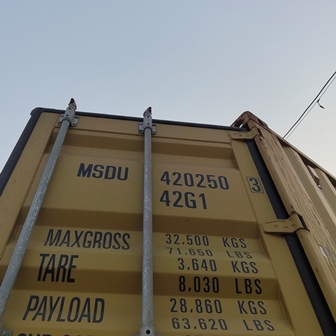 MSDU 420250 3
42G1
MAXGROSS 32.500 KGS
71.650 LBS
TARE 3.640 KGS
8.030 LBS
PAYLOAD 28.860 KGS
63.620 LBS